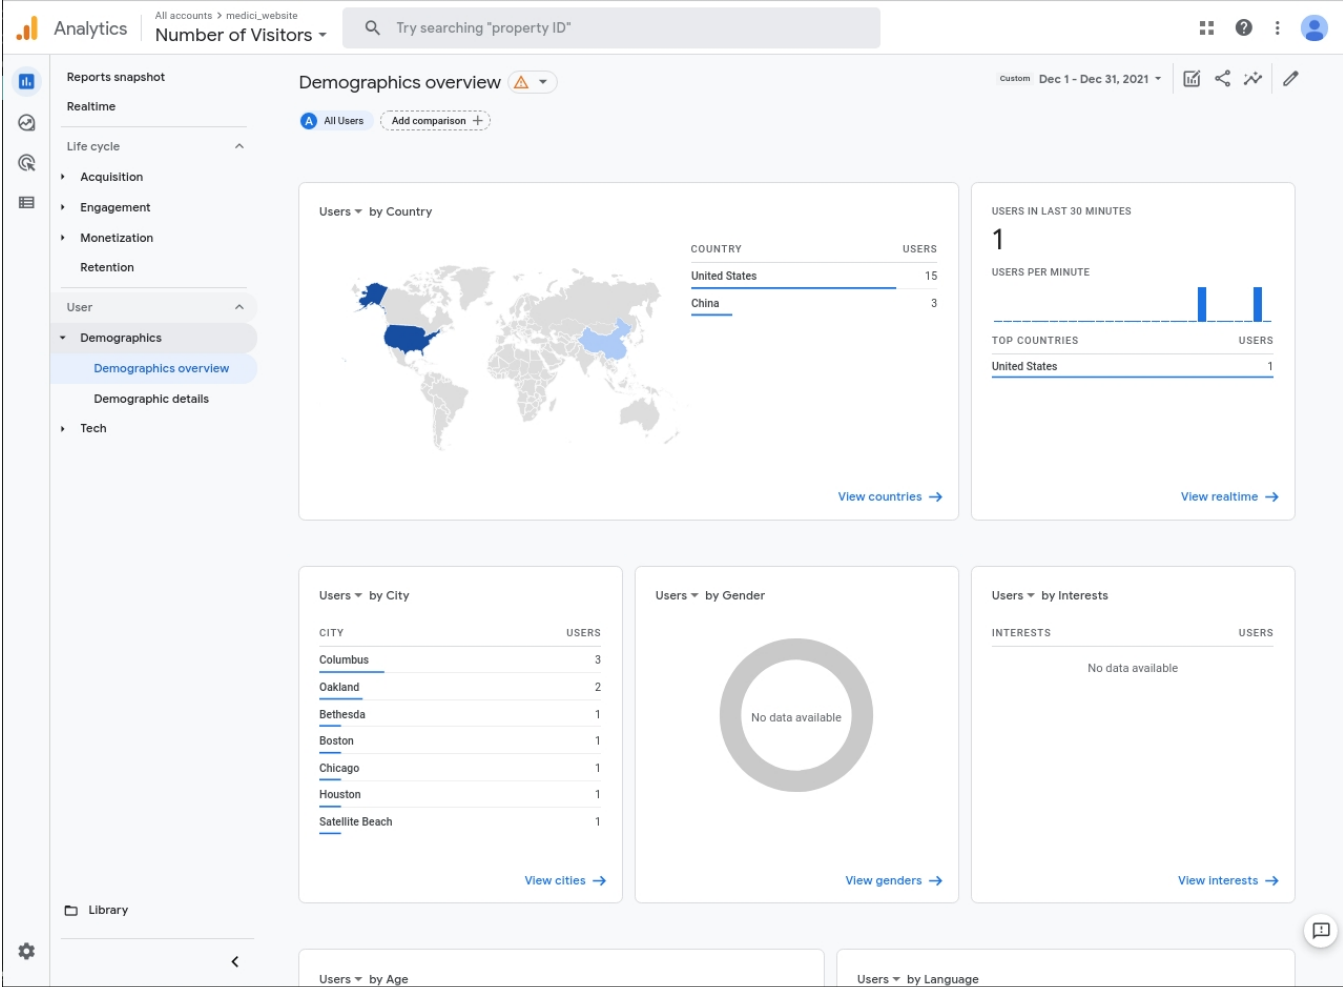 Analytics
All accounts > medici_website
Number of Visitors
Try searching "property ID"
Reports snapshot
Realtime
Life cycle
Acquisition
Engagement
Monetization
Retention
User
Demographics
Demographics overview
Demographic details
Tech
Library
Demographics overview
Custom Dec 1 - Dec 31, 2021
A All Users
Add comparison +
Users by Country
COUNTRY USERS
United States 15
China 3
View countries
USERS IN LAST 30 MINUTES
1
USERS PER MINUTE
TOP COUNTRIES USERS
United States 1
View realtime
Users by City
CITY USERS
Columbus 3
Oakland 2
Bethesda 1
Boston 1
Chicago 1
Houston 1
Satellite Beach 1
View cities
Users by Gender
No data available
View genders
Users by Interests
INTERESTS USERS
No data available
View interests
Users by Age
Users by Language